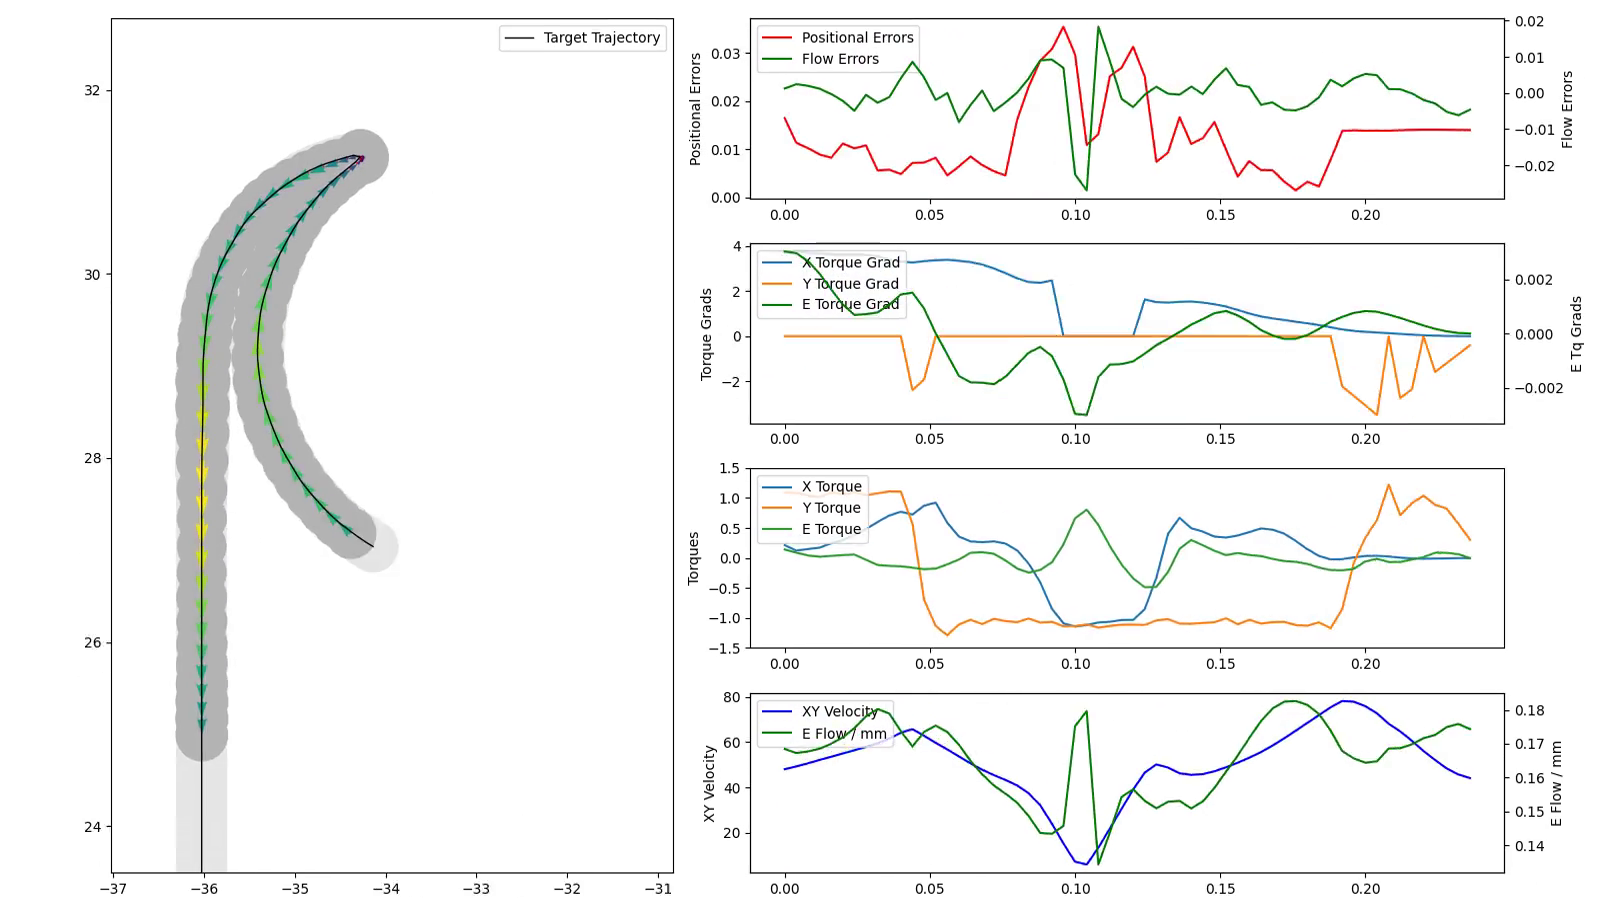 Target Trajectory
32
30
28
26
24
−37 −36 −35 −34 −33 −32 −31
Positional Errors
Flow Errors
Positional Errors
0.03
0.02
0.01
0.00
0.02
0.01
0.00
−0.01
−0.02
Flow Errors
0.00 0.05 0.10 0.15 0.20
X Torque Grad
Y Torque Grad
E Torque Grad
Torque Grads
4
2
0
−2
0.002
0.000
−0.002
E Tq Grads
0.00 0.05 0.10 0.15 0.20
X Torque
Y Torque
E Torque
Torques
1.5
1.0
0.5
0.0
−0.5
−1.0
−1.5
0.00 0.05 0.10 0.15 0.20
XY Velocity
E Flow / mm
XY Velocity
80
60
40
20
0.18
0.17
0.16
0.15
0.14
E Flow / mm
0.00 0.05 0.10 0.15 0.20